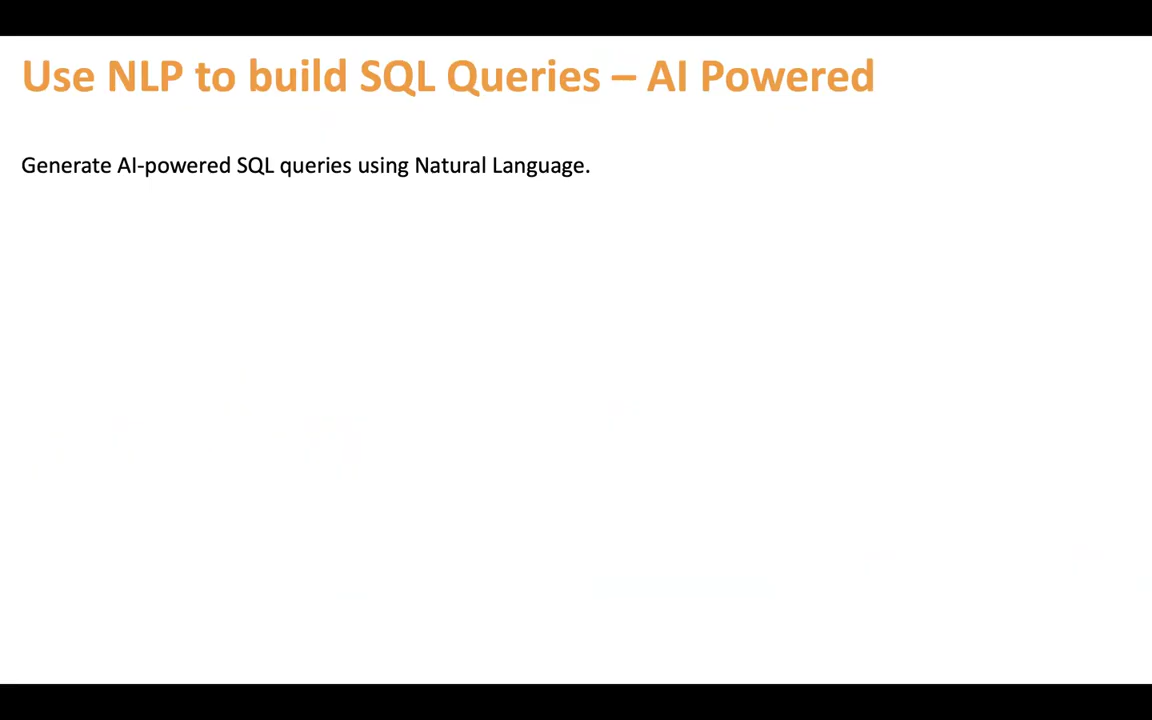 Use NLP to build SQL Queries – AI Powered
Generate AI-powered SQL queries using Natural Language.